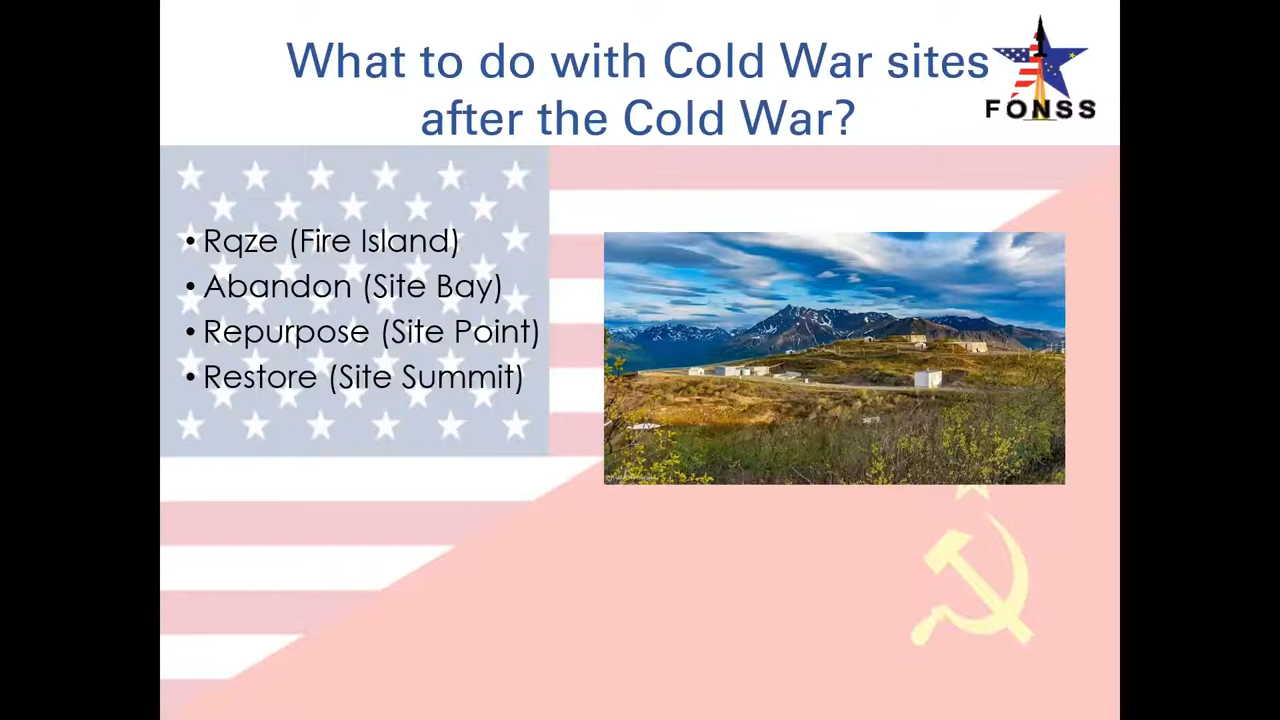 What to do with Cold War sites
after the Cold War?
FONSS
• Rqze (Fire Island)
• Abandon (Site Bay)
• Repurpose (Site Point)
• Restore (Site Summit)